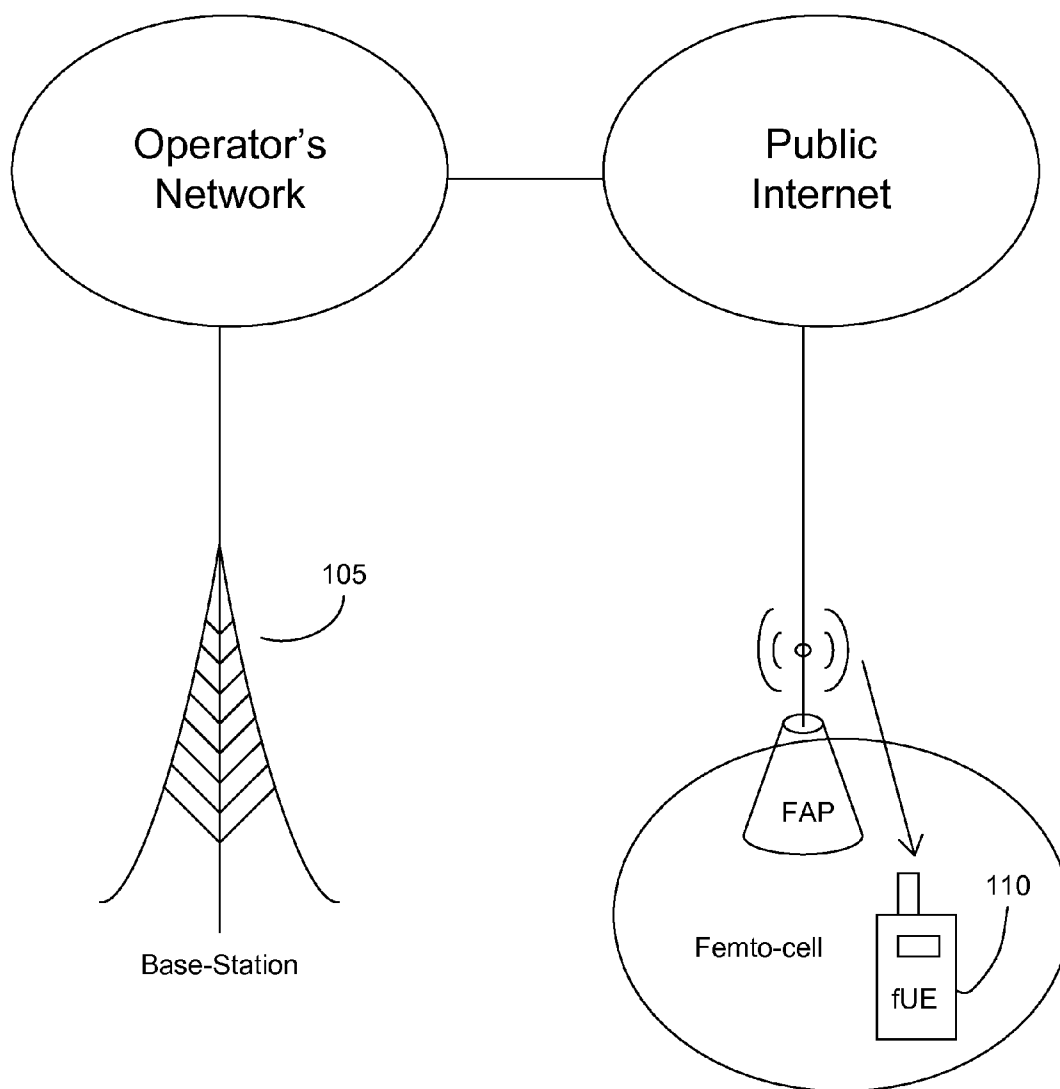 Operator's
Network
Public
Internet
105
FAP
110
Femto-cell
fUE
Base-Station